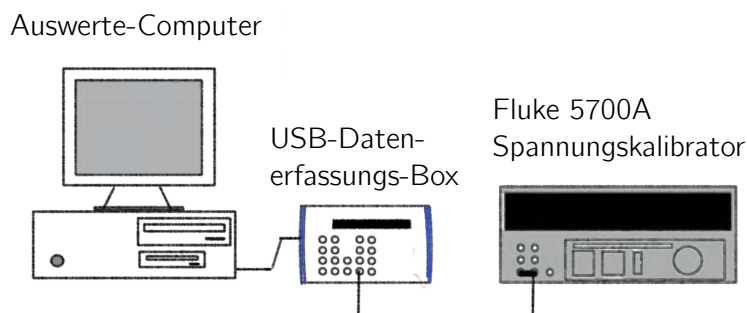 Auswerte-Computer
USB-Daten-
erfassungs-Box
Fluke 5700A
Spannungskalibrator